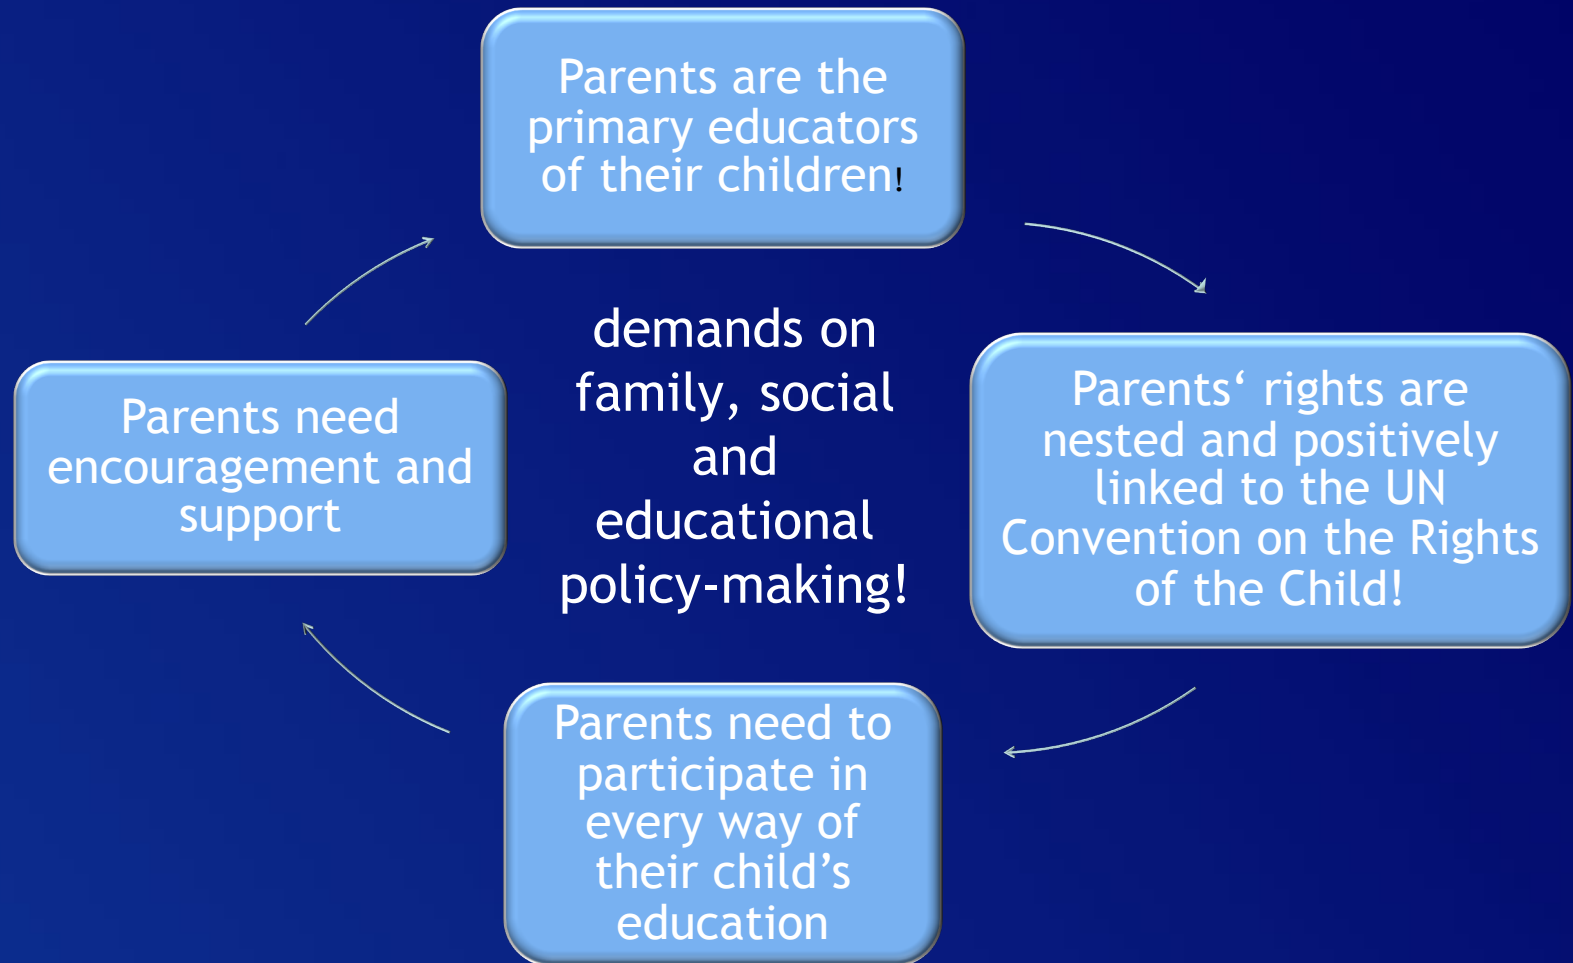 Parents are the
primary educators
of their children!
demands on
family, social
and
educational
policy-making!
Parents‘ rights are
nested and positively
linked to the UN
Convention on the Rights
of the Child!
Parents need to
participate in
every way of
their child’s
education
Parents need
encouragement and
support